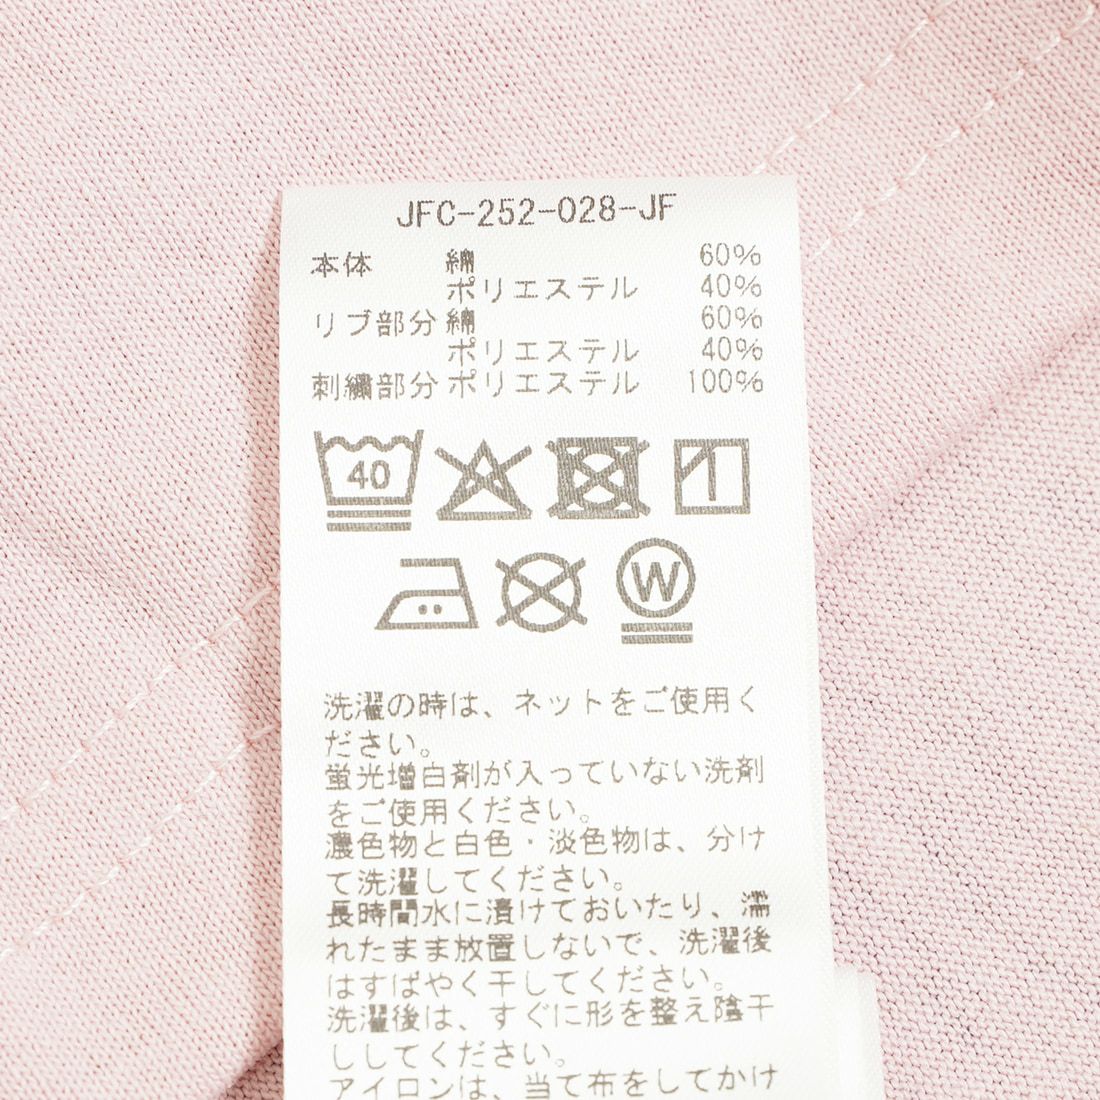 JFC-252-028-JF
本体 綿 60%
ポリエステル 40%
リブ部分 綿 60%
ポリエステル 40%
刺繍部分 ポリエステル 100%
40
W
洗濯の時は、ネットをご使用く
ださい。
蛍光増白剤が入っていない洗剤
をご使用ください。
濃色物と白色・淡色物は、分け
て洗濯してください。
長時間水に漬けておいたり、濡
れたまま放置しないで、洗濯後
はすばやく干してください。
洗濯後は、すぐに形を整え陰干
ししてください。
アイロンは、当て布をしてかけ